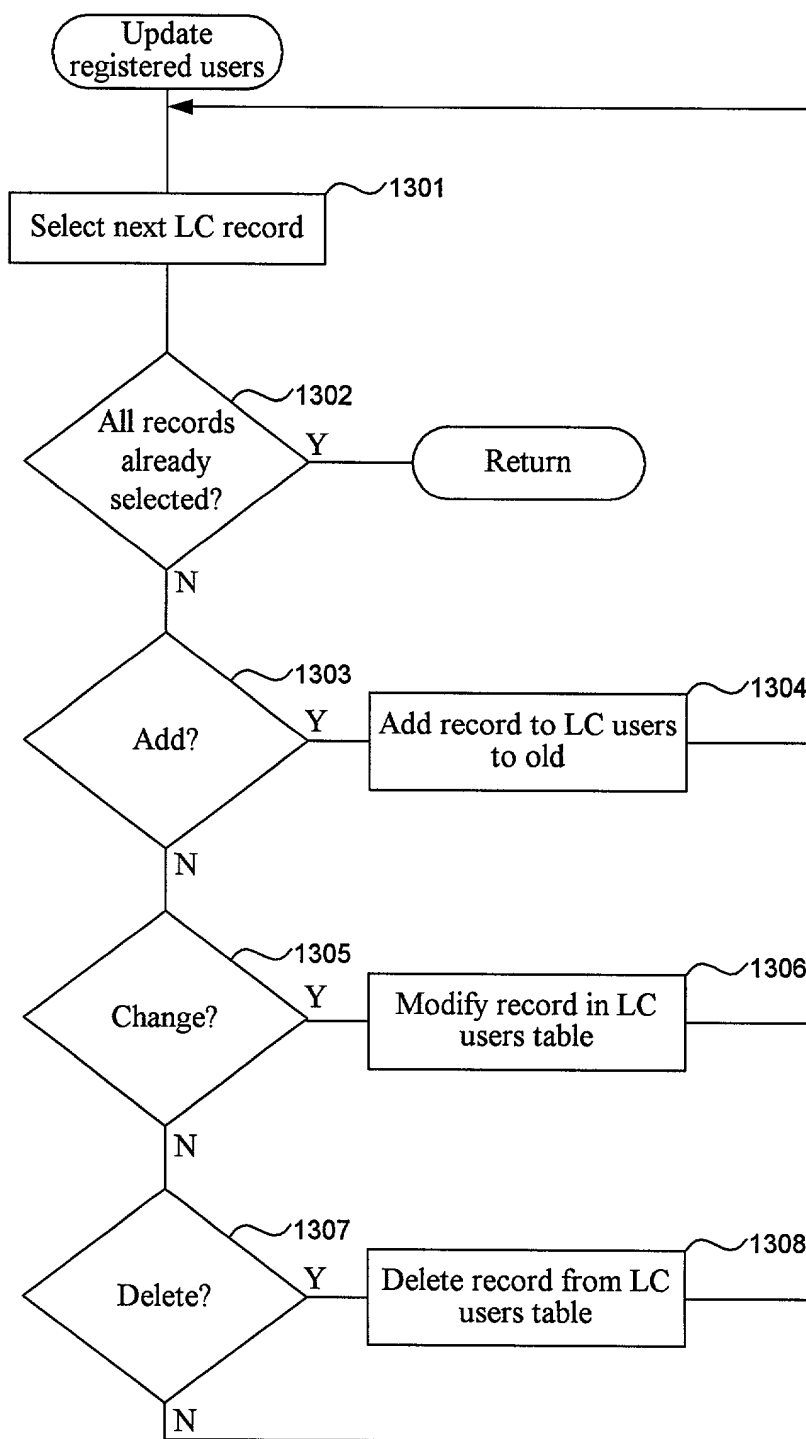 Update
registered users
1301
Select next LC record
1302
All records
already
selected?
Y
Return
N
1303
Add?
Y
1304
Add record to LC users
to old
N
1305
Change?
Y
1306
Modify record in LC
users table
N
1307
Delete?
Y
1308
Delete record from LC
users table
N